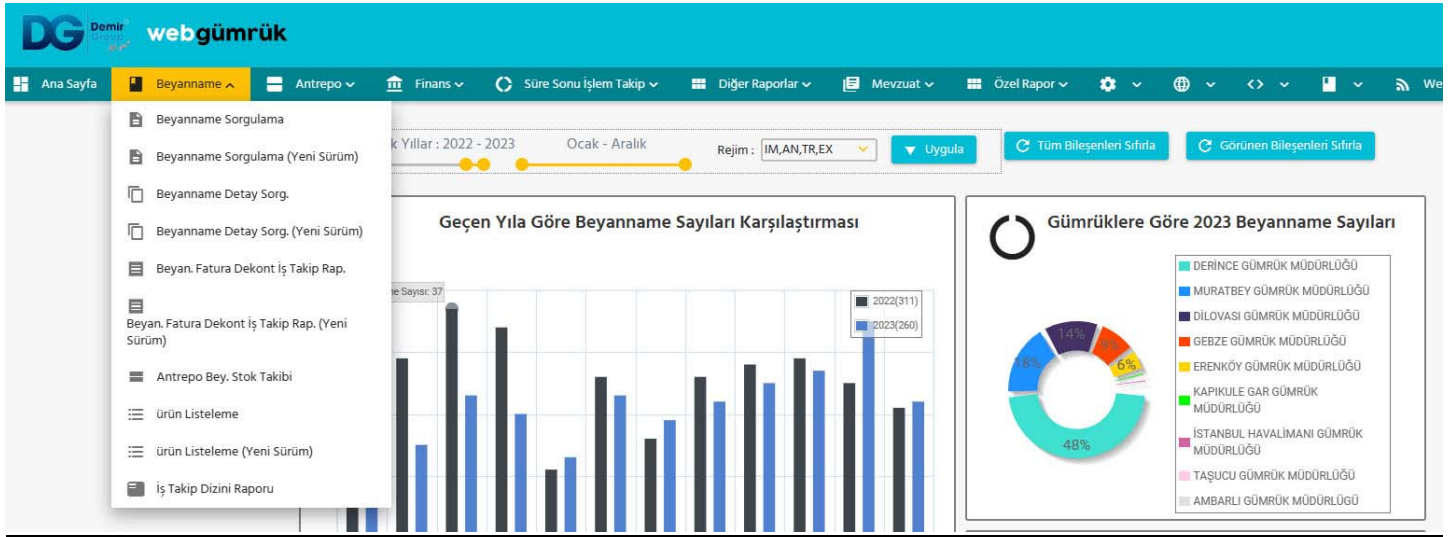 DG Demir Group webgümrük
Ana Sayfa Beyanname Antrepo Finans Süre Sonu İşlem Takip Diğer Raporlar Mevzuat Özel Rapor <> We
Beyanname Sorgulama
Beyanname Sorgulama (Yeni Sürüm)
Beyanname Detay Sorg.
Beyanname Detay Sorg. (Yeni Sürüm)
Beyan. Fatura Dekont İş Takip Rap.
Beyan. Fatura Dekont İş Takip Rap. (Yeni
Sürüm)
Antrepo Bey. Stok Takibi
ürün Listeleme
ürün Listeleme (Yeni Sürüm)
İş Takip Dizini Raporu
k Yıllar : 2022 - 2023 Ocak - Aralık Rejim : IM,AN,TR,EX Uygula Tüm Bileşenleri Sıfırla Görünen Bileşenleri Sıfırla
Geçen Yıla Göre Beyanname Sayıları Karşılaştırması
ne Sayısı: 37
2022(311)
2023(260)
Gümrüklere Göre 2023 Beyanname Sayıları
DERİNCE GÜMRÜK MÜDÜRLÜĞÜ
MURATBEY GÜMRÜK MÜDÜRLÜĞÜ
DİLOVASI GÜMRÜK MÜDÜRLÜĞÜ
GEBZE GÜMRÜK MÜDÜRLÜĞÜ
ERENKÖY GÜMRÜK MÜDÜRLÜĞÜ
KAPIKULE GAR GÜMRÜK
MÜDÜRLÜĞÜ
İSTANBUL HAVALİMANI GÜMRÜK
MÜDÜRLÜĞÜ
TAŞUCU GÜMRÜK MÜDÜRLÜĞÜ
AMBARLI GÜMRÜK MÜDÜRLÜGÜ
14%
9%
18%
6%
48%